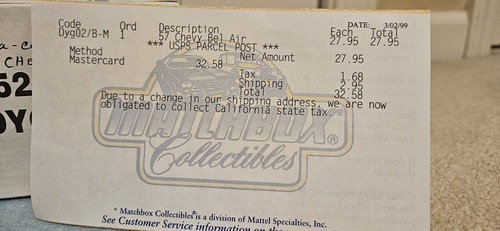 DATE: 3/02/99
Code Ord Description Each Total
Dyg02/B-M 1 57 Chevy Bel Air 27.95 27.95
*** USPS PARCEL POST ***
Method Net Amount 27.95
Mastercard 32.58
Tax 1.68
Shipping 2.95
Total 32.58
Due to a change in our shipping address, we are now
obligated to collect California state tax.
MATCHBOX®
Collectibles
* Matchbox Collectibles® is a division of Mattel Specialties, Inc.
See Customer Service information on the
CHE
52